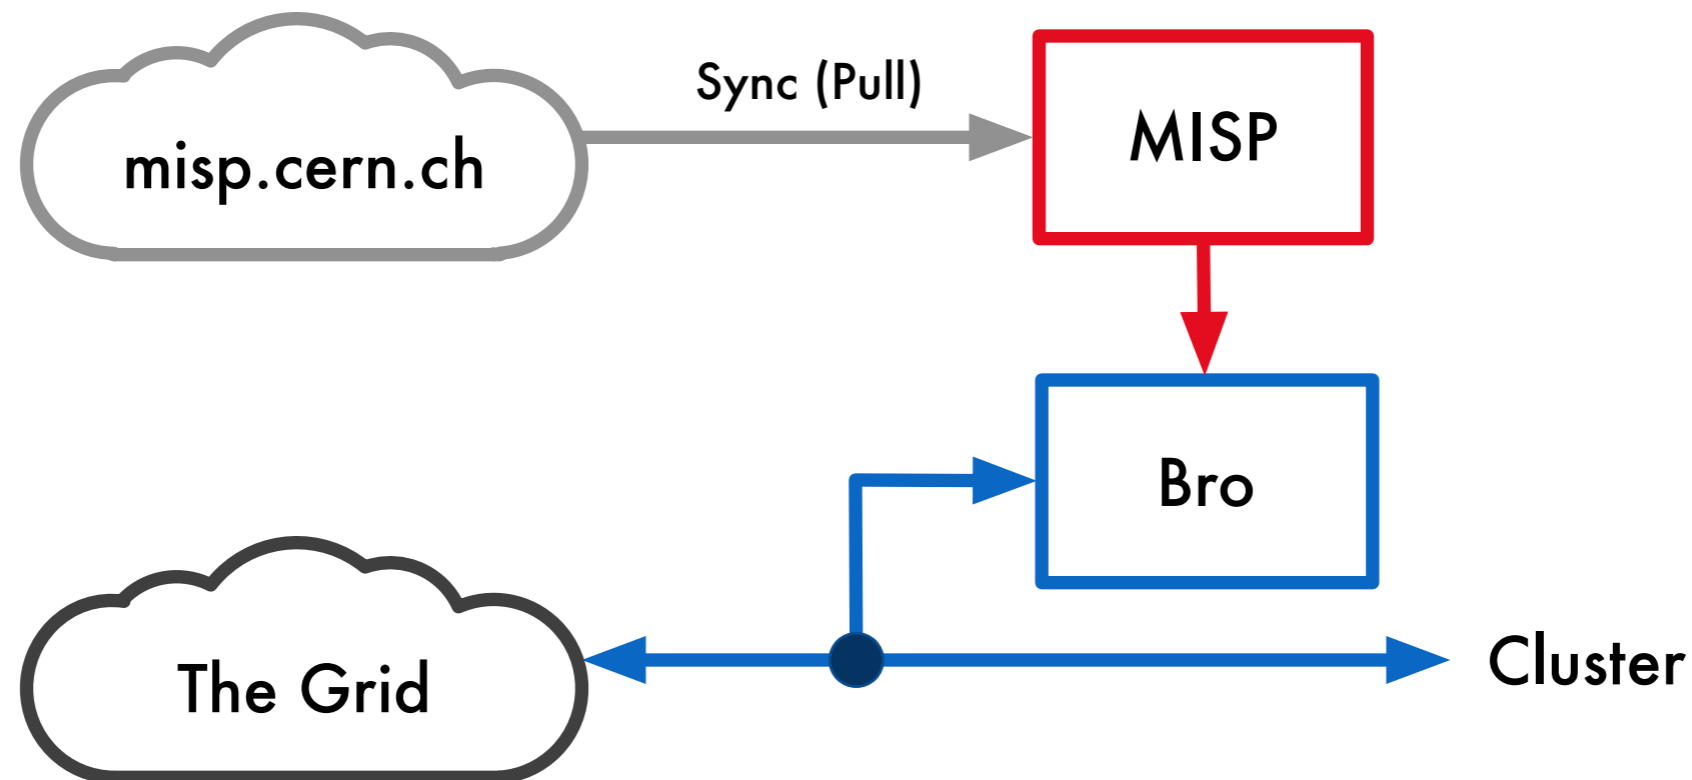 Sync (Pull)
misp.cern.ch
MISP
Bro
The Grid
Cluster